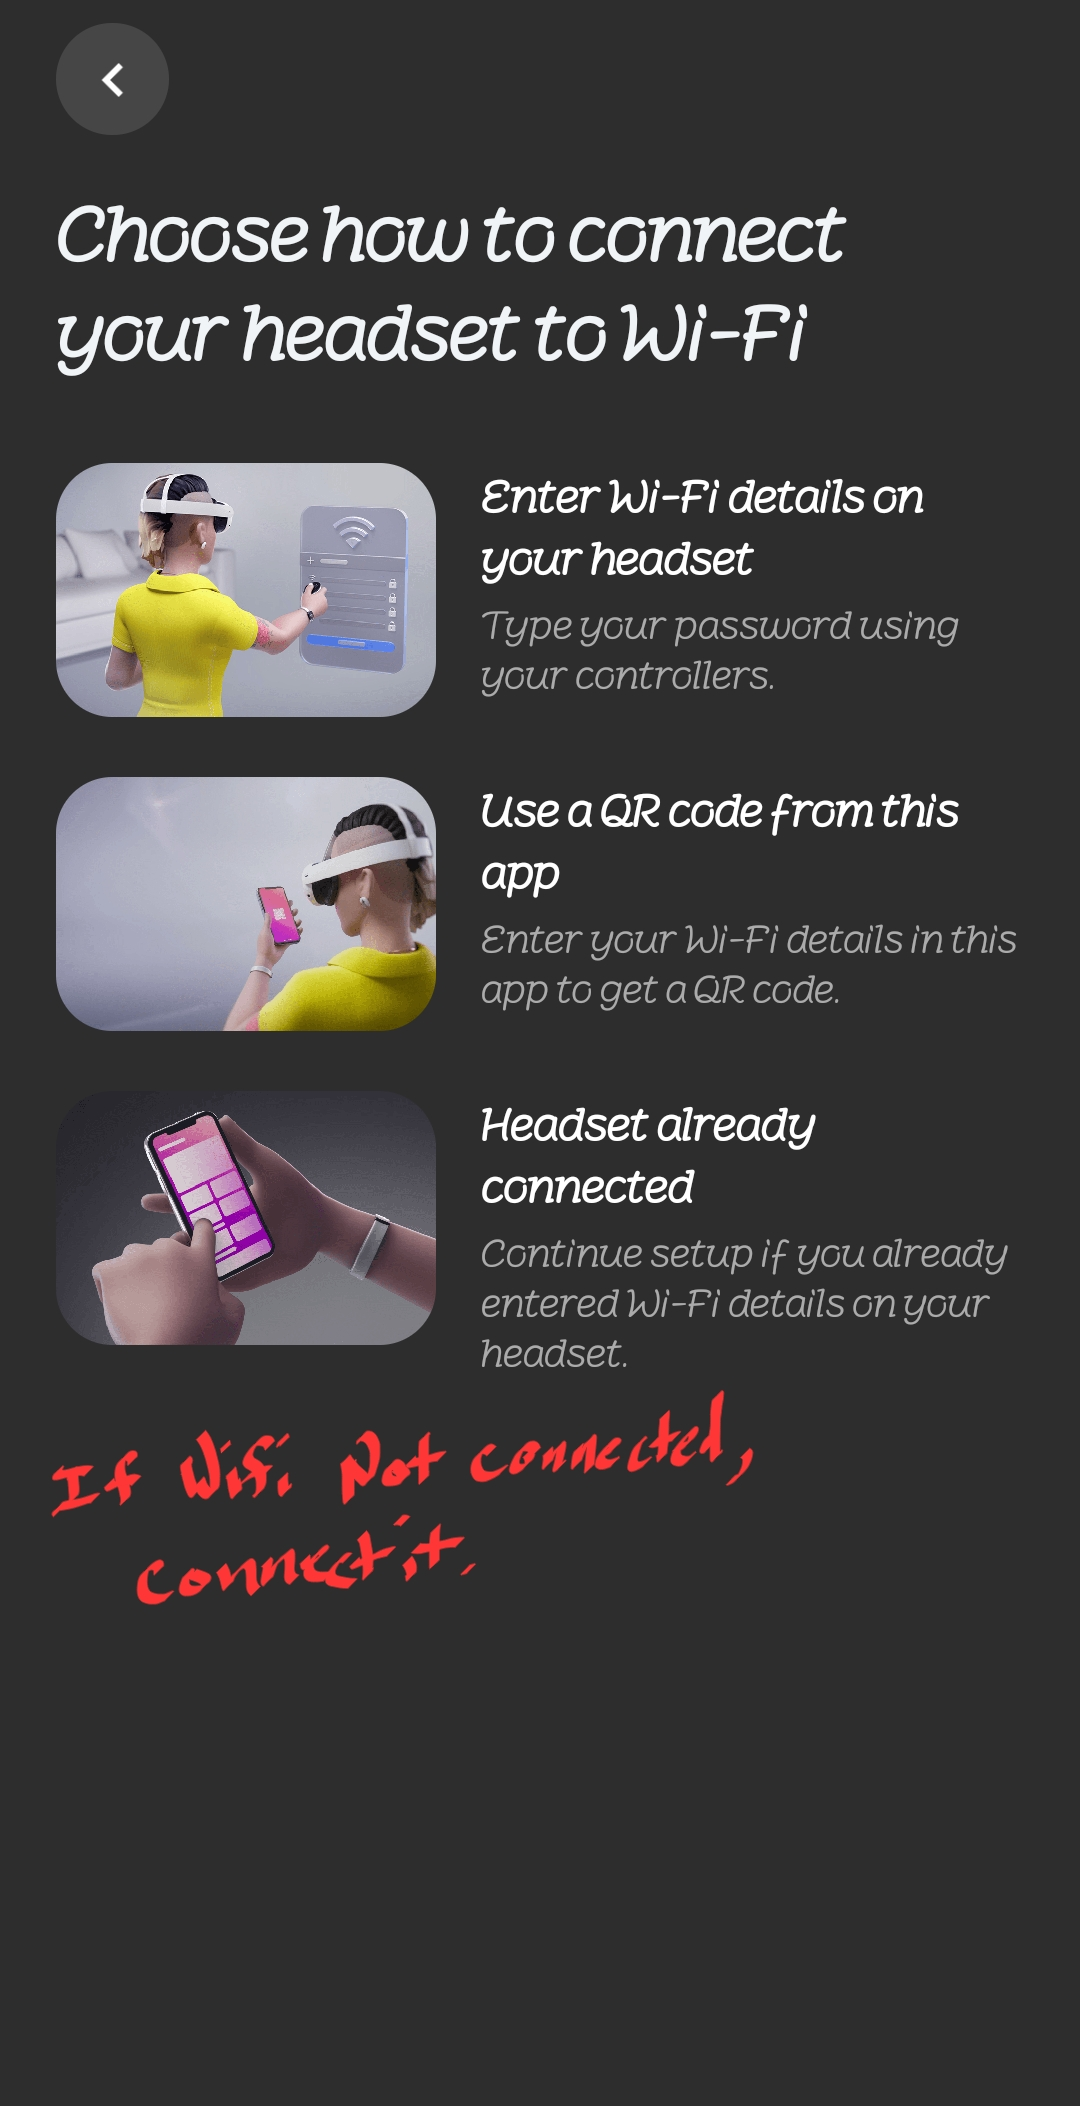 Choose how to connect
your headset to Wi-Fi
Enter Wi-Fi details on
your headset
Type your password using
your controllers.
Use a QR code from this
app
Enter your Wi-Fi details in this
app to get a QR code.
Headset already
connected
Continue setup if you already
entered Wi-Fi details on your
headset.
If Wifi Not connected,
connect it.